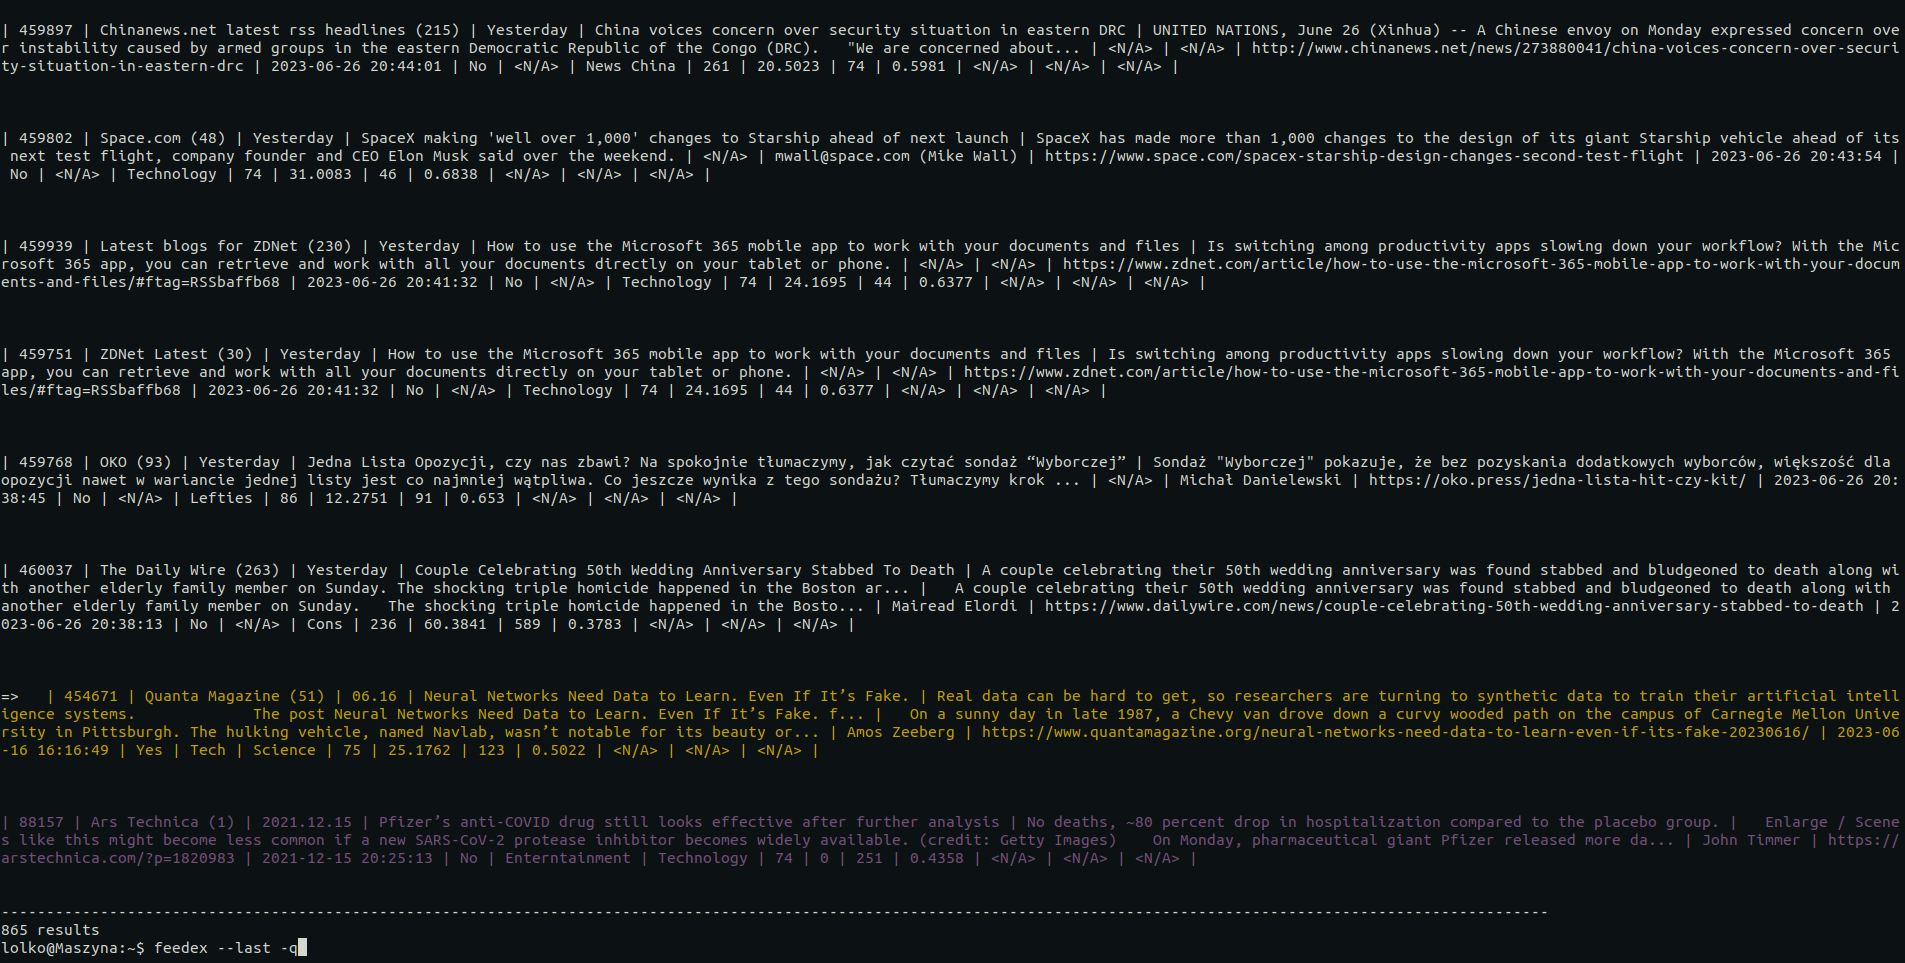 | 459897 | Chinanews.net latest rss headlines (215) | Yesterday | China voices concern over security situation in eastern DRC | UNITED NATIONS, June 26 (Xinhua) -- A Chinese envoy on Monday expressed concern ove
r instability caused by armed groups in the eastern Democratic Republic of the Congo (DRC).   "We are concerned about... | <N/A> | <N/A> | http://www.chinanews.net/news/273880041/china-voices-concern-over-securi
ty-situation-in-eastern-drc | 2023-06-26 20:44:01 | No | <N/A> | News China | 261 | 20.5023 | 74 | 0.5981 | <N/A> | <N/A> | <N/A> |
| 459802 | Space.com (48) | Yesterday | SpaceX making 'well over 1,000' changes to Starship ahead of next launch | SpaceX has made more than 1,000 changes to the design of its giant Starship vehicle ahead of its
 next test flight, company founder and CEO Elon Musk said over the weekend. | <N/A> | mwall@space.com (Mike Wall) | https://www.space.com/spacex-starship-design-changes-second-test-flight | 2023-06-26 20:43:54 |
 No | <N/A> | Technology | 74 | 31.0083 | 46 | 0.6838 | <N/A> | <N/A> | <N/A> |
| 459939 | Latest blogs for ZDNet (230) | Yesterday | How to use the Microsoft 365 mobile app to work with your documents and files | Is switching among productivity apps slowing down your workflow? With the Mic
rosoft 365 app, you can retrieve and work with all your documents directly on your tablet or phone. | <N/A> | <N/A> | https://www.zdnet.com/article/how-to-use-the-microsoft-365-mobile-app-to-work-with-your-docum
ents-and-files/#ftag=RSSbaffb68 | 2023-06-26 20:41:32 | No | <N/A> | Technology | 74 | 24.1695 | 44 | 0.6377 | <N/A> | <N/A> | <N/A> |
| 459751 | ZDNet Latest (30) | Yesterday | How to use the Microsoft 365 mobile app to work with your documents and files | Is switching among productivity apps slowing down your workflow? With the Microsoft 365
app, you can retrieve and work with all your documents directly on your tablet or phone. | <N/A> | <N/A> | https://www.zdnet.com/article/how-to-use-the-microsoft-365-mobile-app-to-work-with-your-documents-and-fi
les/#ftag=RSSbaffb68 | 2023-06-26 20:41:32 | No | <N/A> | Technology | 74 | 24.1695 | 44 | 0.6377 | <N/A> | <N/A> | <N/A> |
| 459768 | OKO (93) | Yesterday | Jedna Lista Opozycji, czy nas zbawi? Na spokojnie tłumaczymy, jak czytać sondaż “Wyborczej” | Sondaż "Wyborczej" pokazuje, że bez pozyskania dodatkowych wyborców, większość dla
opozycji nawet w wariancie jednej listy jest co najmniej wątpliwa. Co jeszcze wynika z tego sondażu? Tłumaczymy krok ... | <N/A> | Michał Danielewski | https://oko.press/jedna-lista-hit-czy-kit/ | 2023-06-26 20:
38:45 | No | <N/A> | Lefties | 86 | 12.2751 | 91 | 0.653 | <N/A> | <N/A> | <N/A> |
| 460037 | The Daily Wire (263) | Yesterday | Couple Celebrating 50th Wedding Anniversary Stabbed To Death | A couple celebrating their 50th wedding anniversary was found stabbed and bludgeoned to death along wi
th another elderly family member on Sunday. The shocking triple homicide happened in the Boston ar... |   A couple celebrating their 50th wedding anniversary was found stabbed and bludgeoned to death along with
another elderly family member on Sunday.   The shocking triple homicide happened in the Bosto... | Mairead Elordi | https://www.dailywire.com/news/couple-celebrating-50th-wedding-anniversary-stabbed-to-death | 2
023-06-26 20:38:13 | No | <N/A> | Cons | 236 | 60.3841 | 589 | 0.3783 | <N/A> | <N/A> | <N/A> |
=>   | 454671 | Quanta Magazine (51) | 06.16 | Neural Networks Need Data to Learn. Even If It’s Fake. | Real data can be hard to get, so researchers are turning to synthetic data to train their artificial intell
igence systems.             The post Neural Networks Need Data to Learn. Even If It’s Fake. f... |   On a sunny day in late 1987, a Chevy van drove down a curvy wooded path on the campus of Carnegie Mellon Unive
rsity in Pittsburgh. The hulking vehicle, named Navlab, wasn’t notable for its beauty or... | Amos Zeeberg | https://www.quantamagazine.org/neural-networks-need-data-to-learn-even-if-its-fake-20230616/ | 2023-06
-16 16:16:49 | Yes | Tech | Science | 75 | 25.1762 | 123 | 0.5022 | <N/A> | <N/A> | <N/A> |
| 88157 | Ars Technica (1) | 2021.12.15 | Pfizer’s anti-COVID drug still looks effective after further analysis | No deaths, ~80 percent drop in hospitalization compared to the placebo group. |   Enlarge / Scene
s like this might become less common if a new SARS-CoV-2 protease inhibitor becomes widely available. (credit: Getty Images)    On Monday, pharmaceutical giant Pfizer released more da... | John Timmer | https://
arstechnica.com/?p=1820983 | 2021-12-15 20:25:13 | No | Enterntainment | Technology | 74 | 0 | 251 | 0.4358 | <N/A> | <N/A> | <N/A> |
----------------------------------------------------------------------------------------------------------------------------------------------------------------------------
865 results
lolko@Maszyna:~$ feedex --last -q